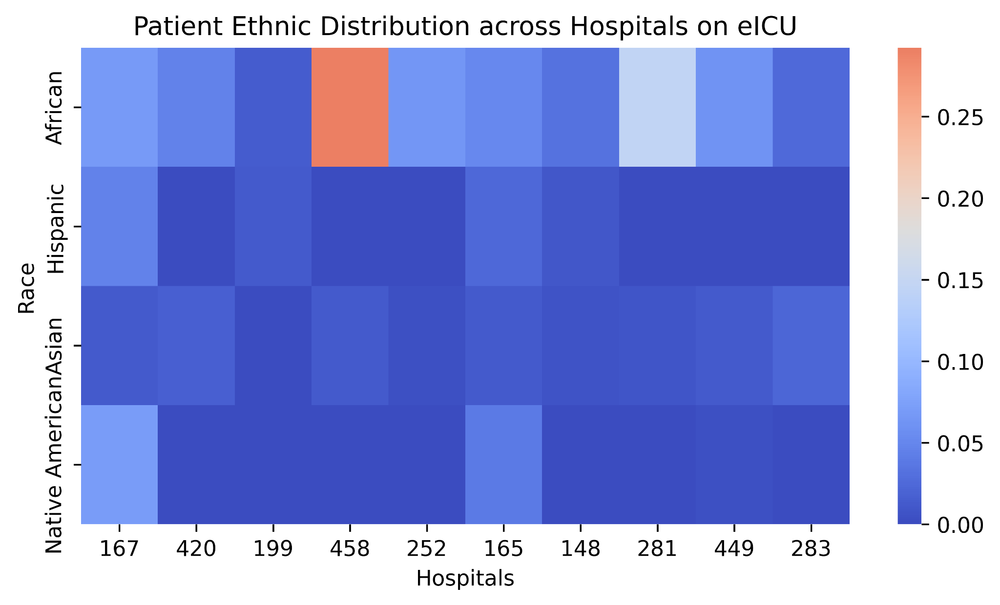 Patient Ethnic Distribution across Hospitals on eICU
Race
African
Hispanic
Asian
Native American
167 420 199 458 252 165 148 281 449 283
Hospitals
0.25
0.20
0.15
0.10
0.05
0.00